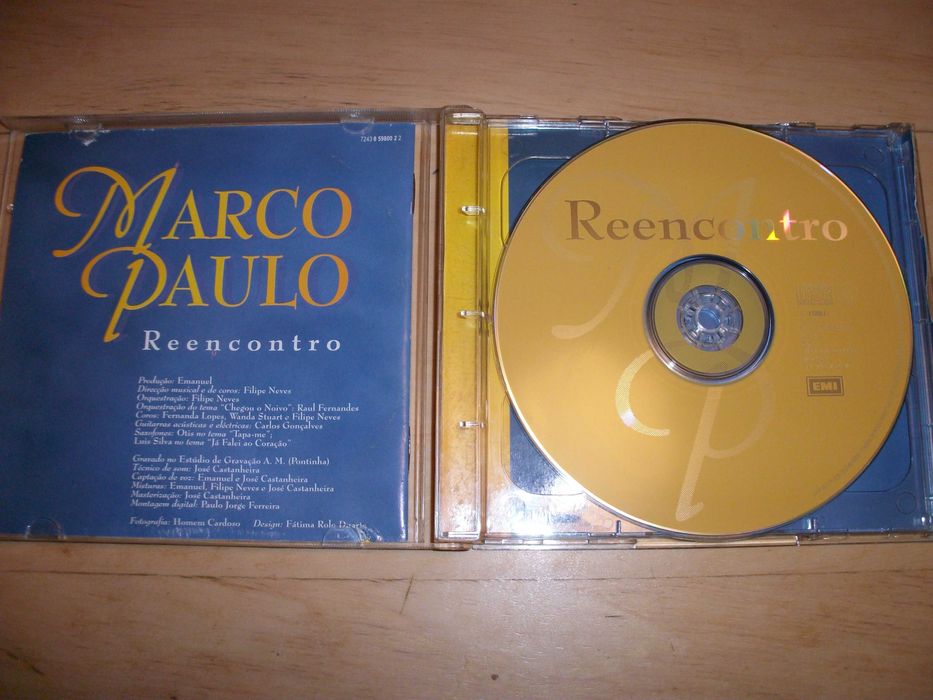 7243 8 59800 2 2
MARCO
PAULO
Reencontro
Produção: Emanuel
Direcção musical e de coros: Filipe Neves
Orquestração: Filipe Neves
Orquestração do tema "Chegou o Noivo": Raul Fernandes
Coros: Fernanda Lopes, Wanda Stuart e Filipe Neves
Guitarras acústicas e eléctricas: Carlos Gonçalves
Saxofones: Otis no tema "Tapa-me";
Luis Silva no tema "Já Falei ao Coração"
Gravado no Estúdio de Gravação A. M. (Pontinha)
Técnico de som: José Castanheira
Captação de voz: Emanuel e José Castanheira
Misturas: Emanuel, Filipe Neves e José Castanheira
Masterização: José Castanheira
Montagem digital: Paulo Jorge Ferreira
Fotografia: Homem Cardoso Design: Fátima Rolo Duarte
Reencontro
EMI
M
P